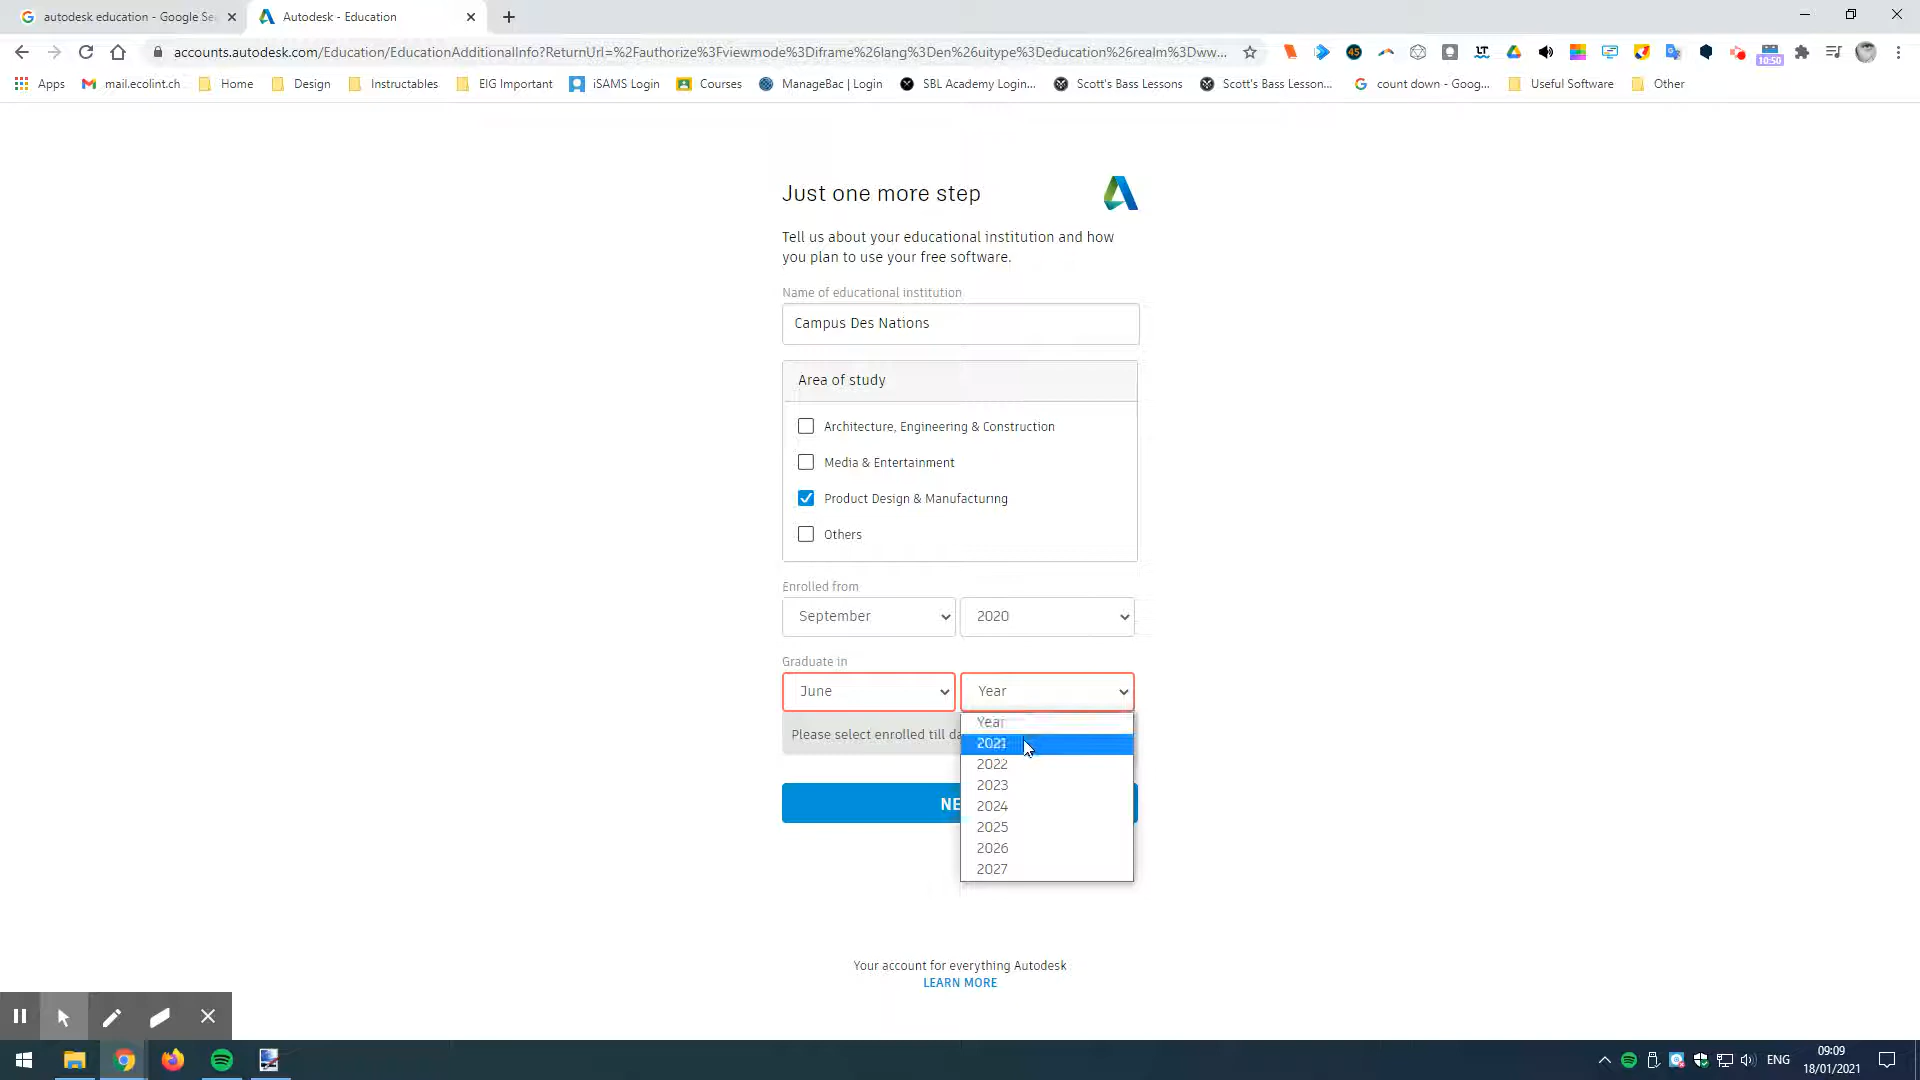 autodesk education - Google Se
Autodesk - Education
accounts.autodesk.com/Education/EducationAdditionalInfo?ReturnUrl=%2Fauthorize%3Fviewmode%3Diframe%26lang%3Den%26uitype%3Deducation%26realm%3Dww...
45
LT
10:50
Apps
mail.ecolint.ch
Home
Design
Instructables
EIG Important
iSAMS Login
Courses
ManageBac | Login
SBL Academy Login...
Scott's Bass Lessons
Scott's Bass Lesson...
count down - Goog...
Useful Software
Other
Just one more step
Tell us about your educational institution and how
you plan to use your free software.
Name of educational institution
Campus Des Nations
Area of study
Architecture, Engineering & Construction
Media & Entertainment
Product Design & Manufacturing
Others
Enrolled from
September
2020
Graduate in
June
Year
Please select enrolled till da
Year
2021
2022
2023
2024
2025
2026
2027
NE
Your account for everything Autodesk
LEARN MORE
ENG
09:09
18/01/2021